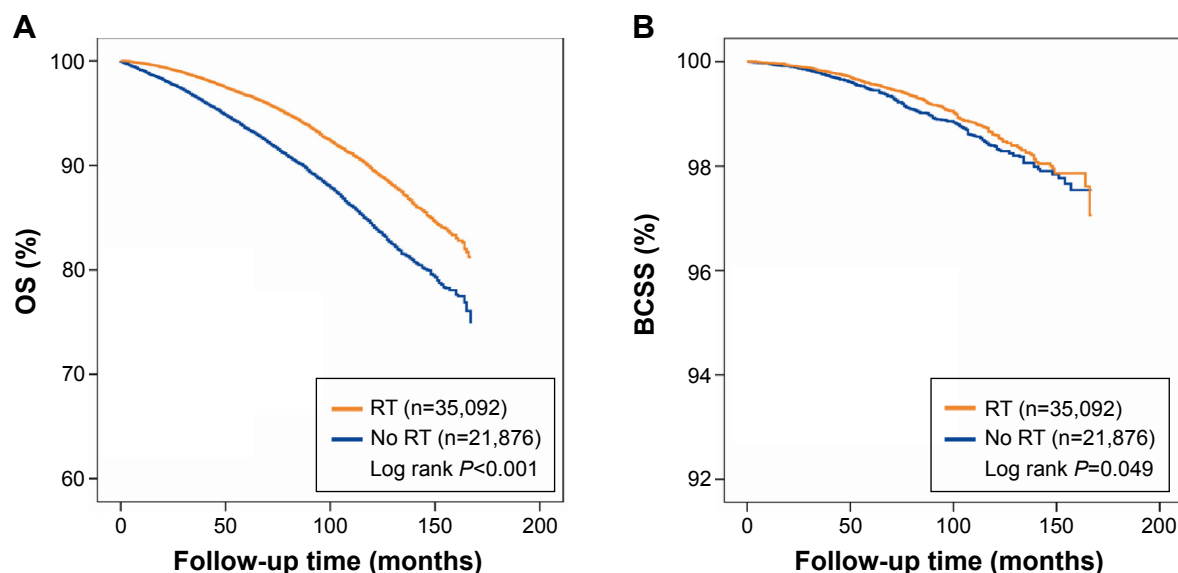 A
OS (%)
100
90
80
70
60
RT (n=35,092)
No RT (n=21,876)
Log rank P<0.001
0 50 100 150 200
Follow-up time (months)
B
BCSS (%)
100
98
96
94
92
RT (n=35,092)
No RT (n=21,876)
Log rank P=0.049
0 50 100 150 200
Follow-up time (months)